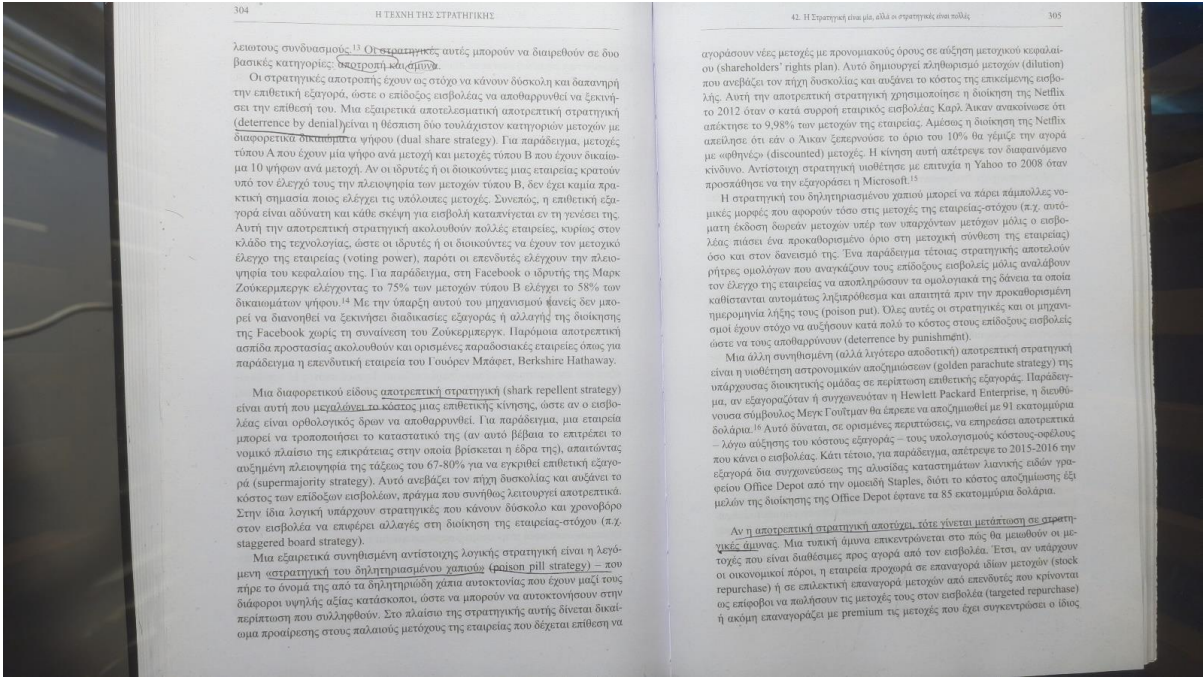 304
Η ΤΕΧΝΗ ΤΗΣ ΣΤΡΑΤΗΓΙΚΗΣ
λειωτους συνδυασμούς.13 Οι στρατηγικές αυτές μπορούν να διαιρεθούν σε δυο
βασικές κατηγορίες: αποτροπή και άμυνα.
Οι στρατηγικές αποτροπής έχουν ως στόχο να κάνουν δύσκολη και δαπανηρή
την επιθετική εξαγορά, ώστε ο επίδοξος εισβολέας να αποθαρρυνθεί να ξεκινή-
σει την επίθεσή του. Μια εξαιρετικά αποτελεσματική αποτρεπτική στρατηγική
(deterrence by denial) είναι η θέσπιση δύο τουλάχιστον κατηγοριών μετοχών με
διαφορετικά δικαιώματα ψήφου (dual share strategy). Για παράδειγμα, μετοχές
τύπου Α που έχουν μία ψήφο ανά μετοχή και μετοχές τύπου Β που έχουν δικαίω-
μα 10 ψήφων ανά μετοχή. Αν οι ιδρυτές ή οι διοικούντες μιας εταιρείας κρατούν
υπό τον έλεγχό τους την πλειοψηφία των μετοχών τύπου Β, δεν έχει καμία πρα-
κτική σημασία ποιος ελέγχει τις υπόλοιπες μετοχές. Συνεπώς, η επιθετική εξα-
γορά είναι αδύνατη και κάθε σκέψη για εισβολή καταπνίγεται εν τη γενέσει της.
Αυτή την αποτρεπτική στρατηγική ακολουθούν πολλές εταιρείες, κυρίως στον
κλάδο της τεχνολογίας, ώστε οι ιδρυτές ή οι διοικούντες να έχουν τον μετοχικό
έλεγχο της εταιρείας (voting power), παρότι οι επενδυτές ελέγχουν την πλειο-
ψηφία του κεφαλαίου της. Για παράδειγμα, στη Facebook ο ιδρυτής της Μαρκ
Ζούκερμπεργκ ελέγχοντας το 75% των μετοχών τύπου Β ελέγχει το 58% των
δικαιωμάτων ψήφου.14 Με την ύπαρξη αυτού του μηχανισμού κανείς δεν μπο-
ρεί να διανοηθεί να ξεκινήσει διαδικασίες εξαγοράς ή αλλαγής της διοίκησης
της Facebook χωρίς τη συναίνεση του Ζούκερμπεργκ. Παρόμοια αποτρεπτική
ασπίδα προστασίας ακολουθούν και ορισμένες παραδοσιακές εταιρείες όπως για
παράδειγμα η επενδυτική εταιρεία του Γουόρεν Μπάφετ, Berkshire Hathaway.
Μια διαφορετικού είδους αποτρεπτική στρατηγική (shark repellent strategy)
είναι αυτή που μεγαλώνει το κόστος μιας επιθετικής κίνησης, ώστε αν ο εισβο-
λέας είναι ορθολογικός δρων να αποθαρρυνθεί. Για παράδειγμα, μια εταιρεία
μπορεί να τροποποιήσει το καταστατικό της (αν αυτό βέβαια το επιτρέπει το
νομικό πλαίσιο της επικράτειας στην οποία βρίσκεται η έδρα της), απαιτώντας
αυξημένη πλειοψηφία της τάξεως του 67-80% για να εγκριθεί επιθετική εξαγο-
ρά (supermajority strategy). Αυτό ανεβάζει τον πήχη δυσκολίας και αυξάνει το
κόστος των επίδοξων εισβολέων, πράγμα που συνήθως λειτουργεί αποτρεπτικά.
Στην ίδια λογική υπάρχουν στρατηγικές που κάνουν δύσκολο και χρονοβόρο
στον εισβολέα να επιφέρει αλλαγές στη διοίκηση της εταιρείας-στόχου (π.χ.
staggered board strategy).
Μια εξαιρετικά συνηθισμένη αντίστοιχης λογικής στρατηγική είναι η λεγό-
μενη «στρατηγική του δηλητηριασμένου χαπιού» (poison pill strategy) – που
πήρε το όνομά της από τα δηλητηριώδη χάπια αυτοκτονίας που έχουν μαζί τους
διάφοροι υψηλής αξίας κατάσκοποι, ώστε να μπορούν να αυτοκτονήσουν στην
περίπτωση που συλληφθούν. Στο πλαίσιο της στρατηγικής αυτής δίνεται δικαί-
ωμα προαίρεσης στους παλαιούς μετόχους της εταιρείας που δέχεται επίθεση να
42. Η Στρατηγική είναι μία, αλλά οι στρατηγικές είναι πολλές
305
αγοράσουν νέες μετοχές με προνομιακούς όρους σε αύξηση μετοχικού κεφαλαί-
ου (shareholders' rights plan). Αυτό δημιουργεί πληθωρισμό μετοχών (dilution)
που ανεβάζει τον πήχη δυσκολίας και αυξάνει το κόστος της επικείμενης εισβο-
λής. Αυτή την αποτρεπτική στρατηγική χρησιμοποίησε η διοίκηση της Netflix
το 2012 όταν ο κατά συρροή εταιρικός εισβολέας Καρλ Άικαν ανακοίνωσε ότι
απέκτησε το 9,98% των μετοχών της εταιρείας. Αμέσως η διοίκηση της Netflix
απείλησε ότι εάν ο Άικαν ξεπερνούσε το όριο του 10% θα γέμιζε την αγορά
με «φθηνές» (discounted) μετοχές. Η κίνηση αυτή απέτρεψε τον διαφαινόμενο
κίνδυνο. Αντίστοιχη στρατηγική υιοθέτησε με επιτυχία η Yahoo το 2008 όταν
προσπάθησε να την εξαγοράσει η Microsoft.15
Η στρατηγική του δηλητηριασμένου χαπιού μπορεί να πάρει πάμπολλες νο-
μικές μορφές που αφορούν τόσο στις μετοχές της εταιρείας-στόχου (π.χ. αυτό-
ματη έκδοση δωρεάν μετοχών υπέρ των υπαρχόντων μετόχων μόλις ο εισβο-
λέας πιάσει ένα προκαθορισμένο όριο στη μετοχική σύνθεση της εταιρείας)
όσο και στον δανεισμό της. Ένα παράδειγμα τέτοιας στρατηγικής αποτελούν
ρήτρες ομολόγων που αναγκάζουν τους επίδοξους εισβολείς μόλις αναλάβουν
τον έλεγχο της εταιρείας να αποπληρώσουν τα ομολογιακά της δάνεια τα οποία
καθίστανται αυτομάτως ληξιπρόθεσμα και απαιτητά πριν την προκαθορισμένη
ημερομηνία λήξης τους (poison put). Όλες αυτές οι στρατηγικές και οι μηχανι-
σμοί έχουν στόχο να αυξήσουν κατά πολύ το κόστος στους επίδοξους εισβολείς
ώστε να τους αποθαρρύνουν (deterrence by punishment).
Μια άλλη συνηθισμένη (αλλά λιγότερο αποδοτική) αποτρεπτική στρατηγική
είναι η υιοθέτηση αστρονομικών αποζημιώσεων (golden parachute strategy) της
υπάρχουσας διοικητικής ομάδας σε περίπτωση επιθετικής εξαγοράς. Παράδειγ-
μα, αν εξαγοραζόταν ή συγχωνευόταν η Hewlett Packard Enterprise, η διευθύ-
νουσα σύμβουλος Μεγκ Γουΐτμαν θα έπρεπε να αποζημιωθεί με 91 εκατομμύρια
δολάρια.16 Αυτό δύναται, σε ορισμένες περιπτώσεις, να επηρεάσει αποτρεπτικά
– λόγω αύξησης του κόστους εξαγοράς – τους υπολογισμούς κόστους-οφέλους
που κάνει ο εισβολέας. Κάτι τέτοιο, για παράδειγμα, απέτρεψε το 2015-2016 την
εξαγορά δια συγχωνεύσεως της αλυσίδας καταστημάτων λιανικής ειδών γρα-
φείου Office Depot από την ομοειδή Staples, διότι το κόστος αποζημίωσης έξι
μελών της διοίκησης της Office Depot έφτανε τα 85 εκατομμύρια δολάρια.
Αν η αποτρεπτική στρατηγική αποτύχει, τότε γίνεται μετάπτωση σε στρατη-
γικές άμυνας. Μια τυπική άμυνα επικεντρώνεται στο πώς θα μειωθούν οι με-
τοχές που είναι διαθέσιμες προς αγορά από τον εισβολέα. Έτσι, αν υπάρχουν
οι οικονομικοί πόροι, η εταιρεία προχωρά σε επαναγορά ιδίων μετοχών (stock
repurchase) ή σε επιλεκτική επαναγορά μετοχών από επενδυτές που κρίνονται
ως επίφοβοι να πωλήσουν τις μετοχές τους στον εισβολέα (targeted repurchase)
ή ακόμη επαναγοράζει με premium τις μετοχές που έχει συγκεντρώσει ο ίδιος